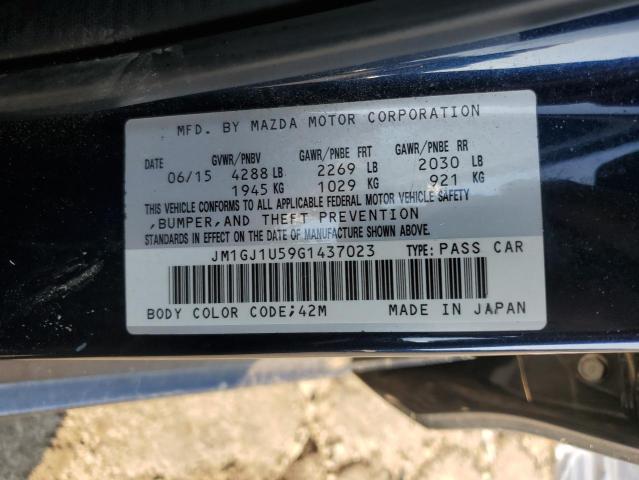 MFD. BY MAZDA MOTOR CORPORATION
DATE GVWR/PNBV GAWR/PNBE FRT GAWR/PNBE RR
06/15 4288 LB 2269 LB 2030 LB
1945 KG 1029 KG 921 KG
THIS VEHICLE CONFORMS TO ALL APPLICABLE FEDERAL MOTOR VEHICLE SAFETY
,BUMPER,AND THEFT PREVENTION
STANDARDS IN EFFECT ON THE DATE OF MANUFACTURE SHOWN ABOVE.
JM1GJ1U59G1437023 TYPE: PASS CAR
BODY COLOR CODE;42M MADE IN JAPAN